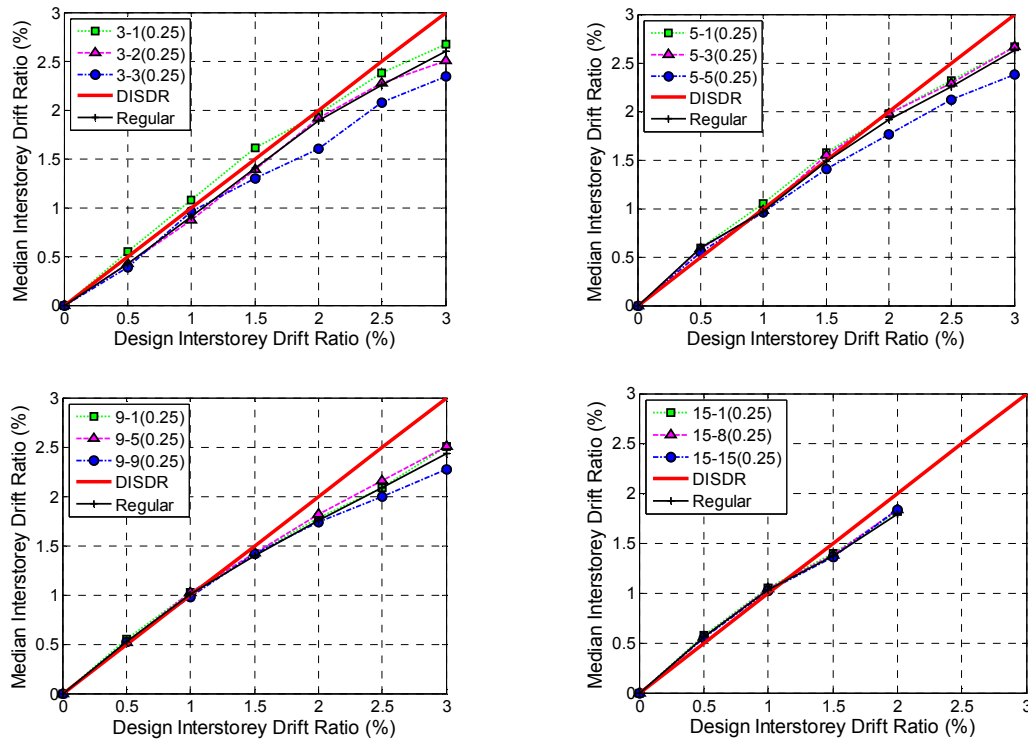 3
2.5
2
1.5
1
0.5
0
Median Interstorey Drift Ratio (%)
3-1(0.25)
3-2(0.25)
3-3(0.25)
DISDR
Regular
0 0.5 1 1.5 2 2.5 3
Design Interstorey Drift Ratio (%)
3
2.5
2
1.5
1
0.5
0
Median Interstorey Drift Ratio (%)
5-1(0.25)
5-3(0.25)
5-5(0.25)
DISDR
Regular
0 0.5 1 1.5 2 2.5 3
Design Interstorey Drift Ratio (%)
3
2.5
2
1.5
1
0.5
0
Median Interstorey Drift Ratio (%)
9-1(0.25)
9-5(0.25)
9-9(0.25)
DISDR
Regular
0 0.5 1 1.5 2 2.5 3
Design Interstorey Drift Ratio (%)
3
2.5
2
1.5
1
0.5
0
Median Interstorey Drift Ratio (%)
15-1(0.25)
15-8(0.25)
15-15(0.25)
DISDR
Regular
0 0.5 1 1.5 2 2.5 3
Design Interstorey Drift Ratio (%)